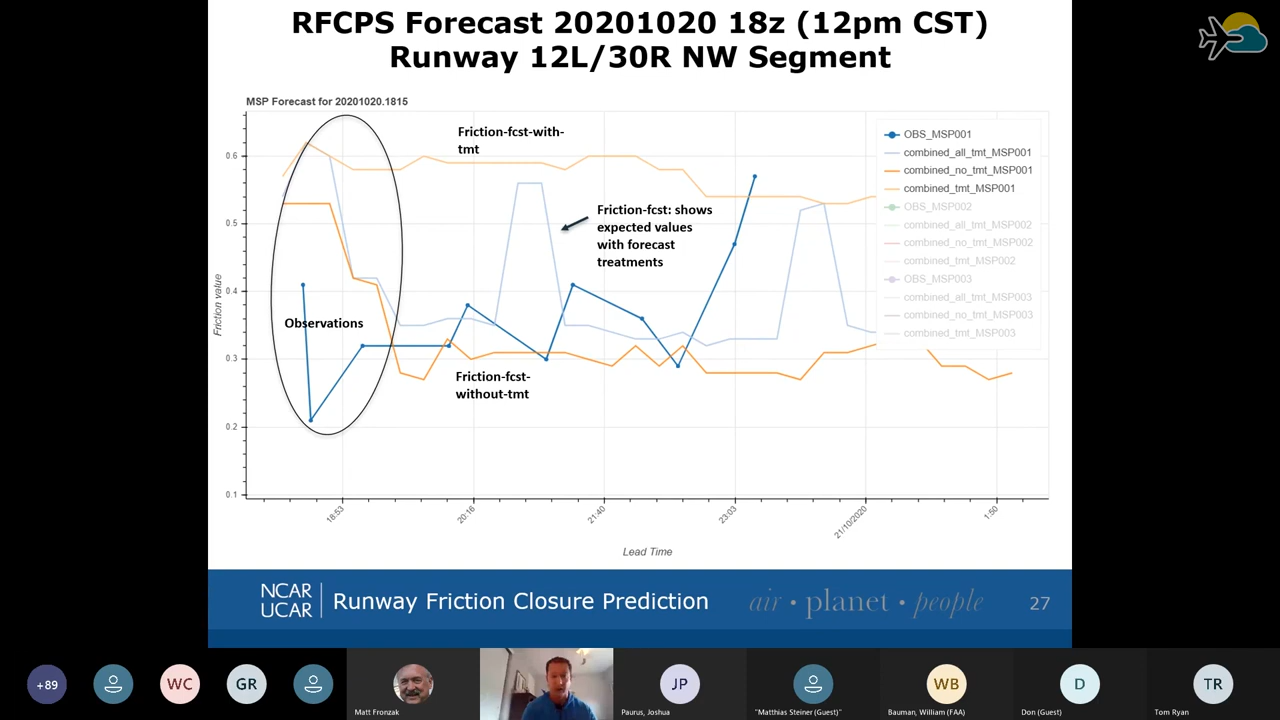 RFCPS Forecast 20201020 18z (12pm CST)
Runway 12L/30R NW Segment
MSP Forecast for 20201020.1815
Friction-fcst-with-
tmt
Friction-fcst: shows
expected values
with forecast
treatments
Observations
Friction-fcst-
without-tmt
OBS_MSP001
combined_all_tmt_MSP001
combined_no_tmt_MSP001
combined_tmt_MSP001
OBS_MSP002
combined_all_tmt_MSP002
combined_no_tmt_MSP002
combined_tmt_MSP002
OBS_MSP003
combined_all_tmt_MSP003
combined_no_tmt_MSP003
combined_tmt_MSP003
Friction value
0.6
0.5
0.4
0.3
0.2
0.1
18:53
20:16
21:40
23:03
21/10/2020
1:50
Lead Time
NCAR
UCAR
Runway Friction Closure Prediction
air • planet • people
27
+89
WC
GR
Matt Fronzak
JP
Paurus, Joshua
"Matthias Steiner (Guest)"
WB
Bauman, William (FAA)
D
Don (Guest)
TR
Tom Ryan